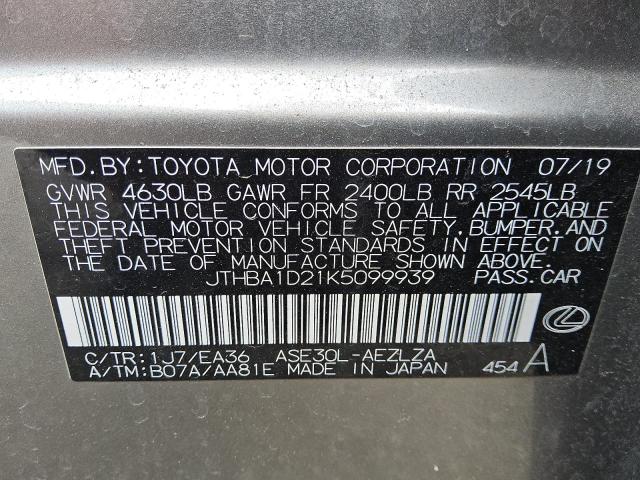 MFD. BY: TOYOTA MOTOR CORPORATION 07/19
GVWR 4630LB GAWR FR 2400LB RR 2545LB
THIS VEHICLE CONFORMS TO ALL APPLICABLE
FEDERAL MOTOR VEHICLE SAFETY, BUMPER, AND
THEFT PREVENTION STANDARDS IN EFFECT ON
THE DATE OF MANUFACTURE SHOWN ABOVE.
JTHBA1D21K5099939 PASS. CAR
C/TR: 1J7/EA36 ASE30L-AEZLZA
A/TM: B07A/AA81E MADE IN JAPAN 454 A